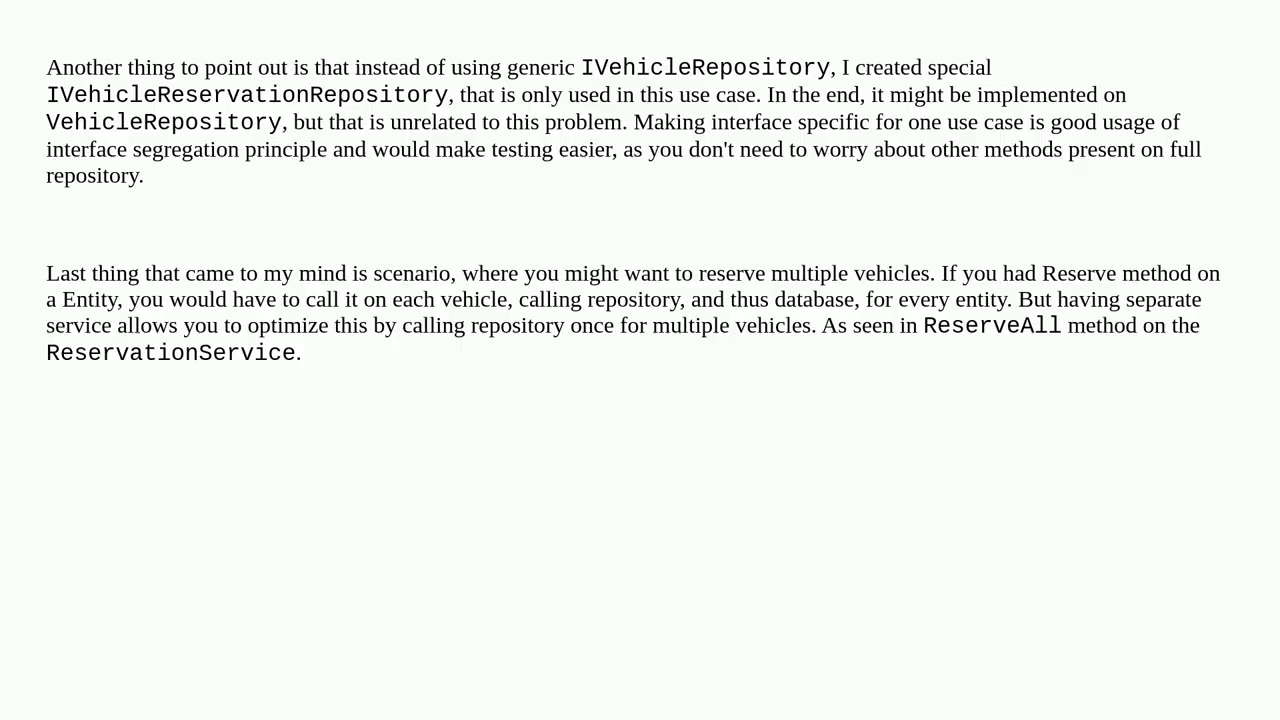 Another thing to point out is that instead of using generic IVehicleRepository, I created special
IVehicleReservationRepository, that is only used in this use case. In the end, it might be implemented on
VehicleRepository, but that is unrelated to this problem. Making interface specific for one use case is good usage of
interface segregation principle and would make testing easier, as you don't need to worry about other methods present on full
repository.
Last thing that came to my mind is scenario, where you might want to reserve multiple vehicles. If you had Reserve method on
a Entity, you would have to call it on each vehicle, calling repository, and thus database, for every entity. But having separate
service allows you to optimize this by calling repository once for multiple vehicles. As seen in ReserveAll method on the
ReservationService.